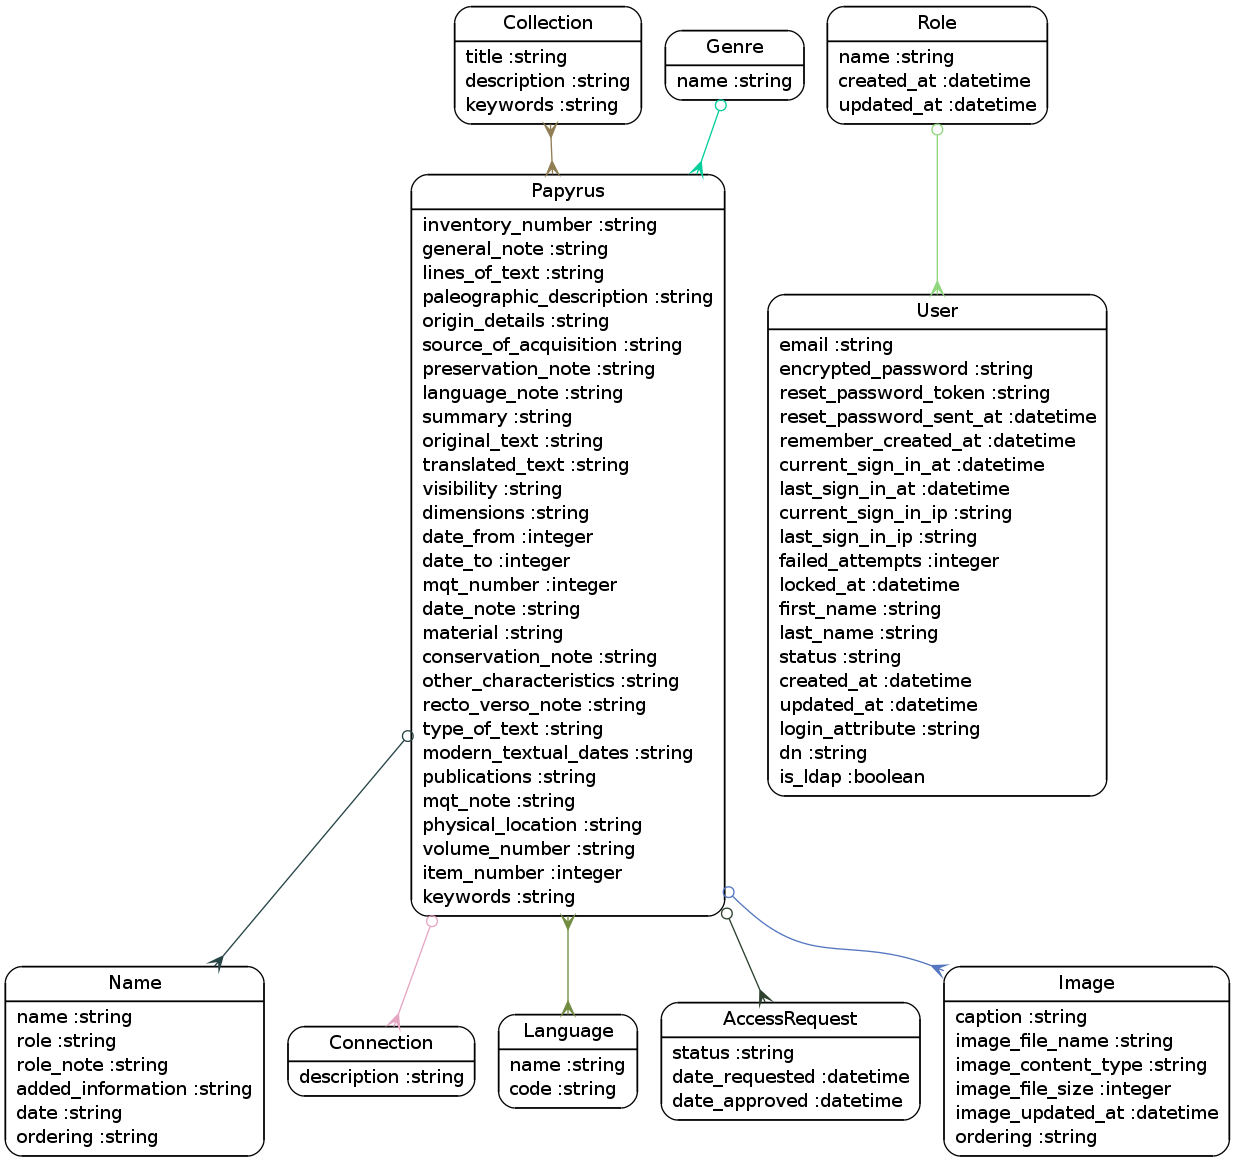 Collection
title :string
description :string
keywords :string
Genre
name :string
Role
name :string
created_at :datetime
updated_at :datetime
Papyrus
inventory_number :string
general_note :string
lines_of_text :string
paleographic_description :string
origin_details :string
source_of_acquisition :string
preservation_note :string
language_note :string
summary :string
original_text :string
translated_text :string
visibility :string
dimensions :string
date_from :integer
date_to :integer
mqt_number :integer
date_note :string
material :string
conservation_note :string
other_characteristics :string
recto_verso_note :string
type_of_text :string
modern_textual_dates :string
publications :string
mqt_note :string
physical_location :string
volume_number :string
item_number :integer
keywords :string
User
email :string
encrypted_password :string
reset_password_token :string
reset_password_sent_at :datetime
remember_created_at :datetime
current_sign_in_at :datetime
last_sign_in_at :datetime
current_sign_in_ip :string
last_sign_in_ip :string
failed_attempts :integer
locked_at :datetime
first_name :string
last_name :string
status :string
created_at :datetime
updated_at :datetime
login_attribute :string
dn :string
is_ldap :boolean
Name
name :string
role :string
role_note :string
added_information :string
date :string
ordering :string
Connection
description :string
Language
name :string
code :string
AccessRequest
status :string
date_requested :datetime
date_approved :datetime
Image
caption :string
image_file_name :string
image_content_type :string
image_file_size :integer
image_updated_at :datetime
ordering :string